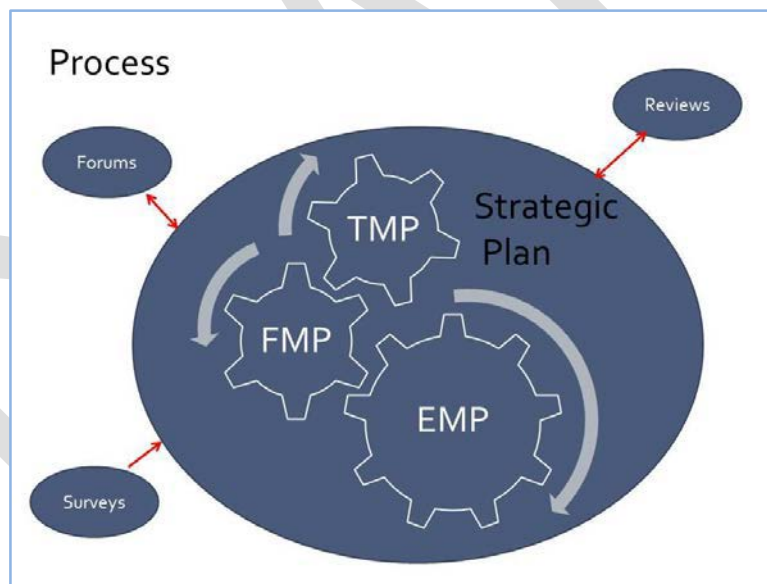 Process
Reviews
Forums
TMP
Strategic
Plan
FMP
EMP
Surveys